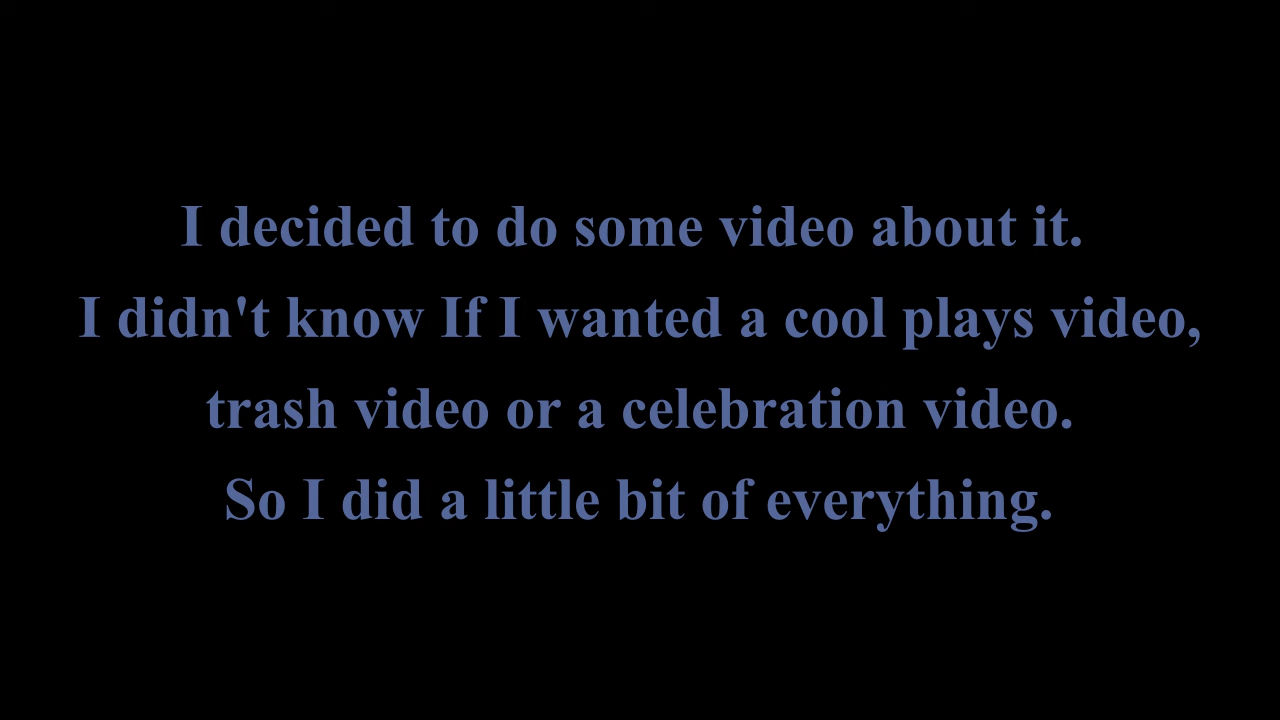 I decided to do some video about it.
I didn't know If I wanted a cool plays video,
trash video or a celebration video.
So I did a little bit of everything.